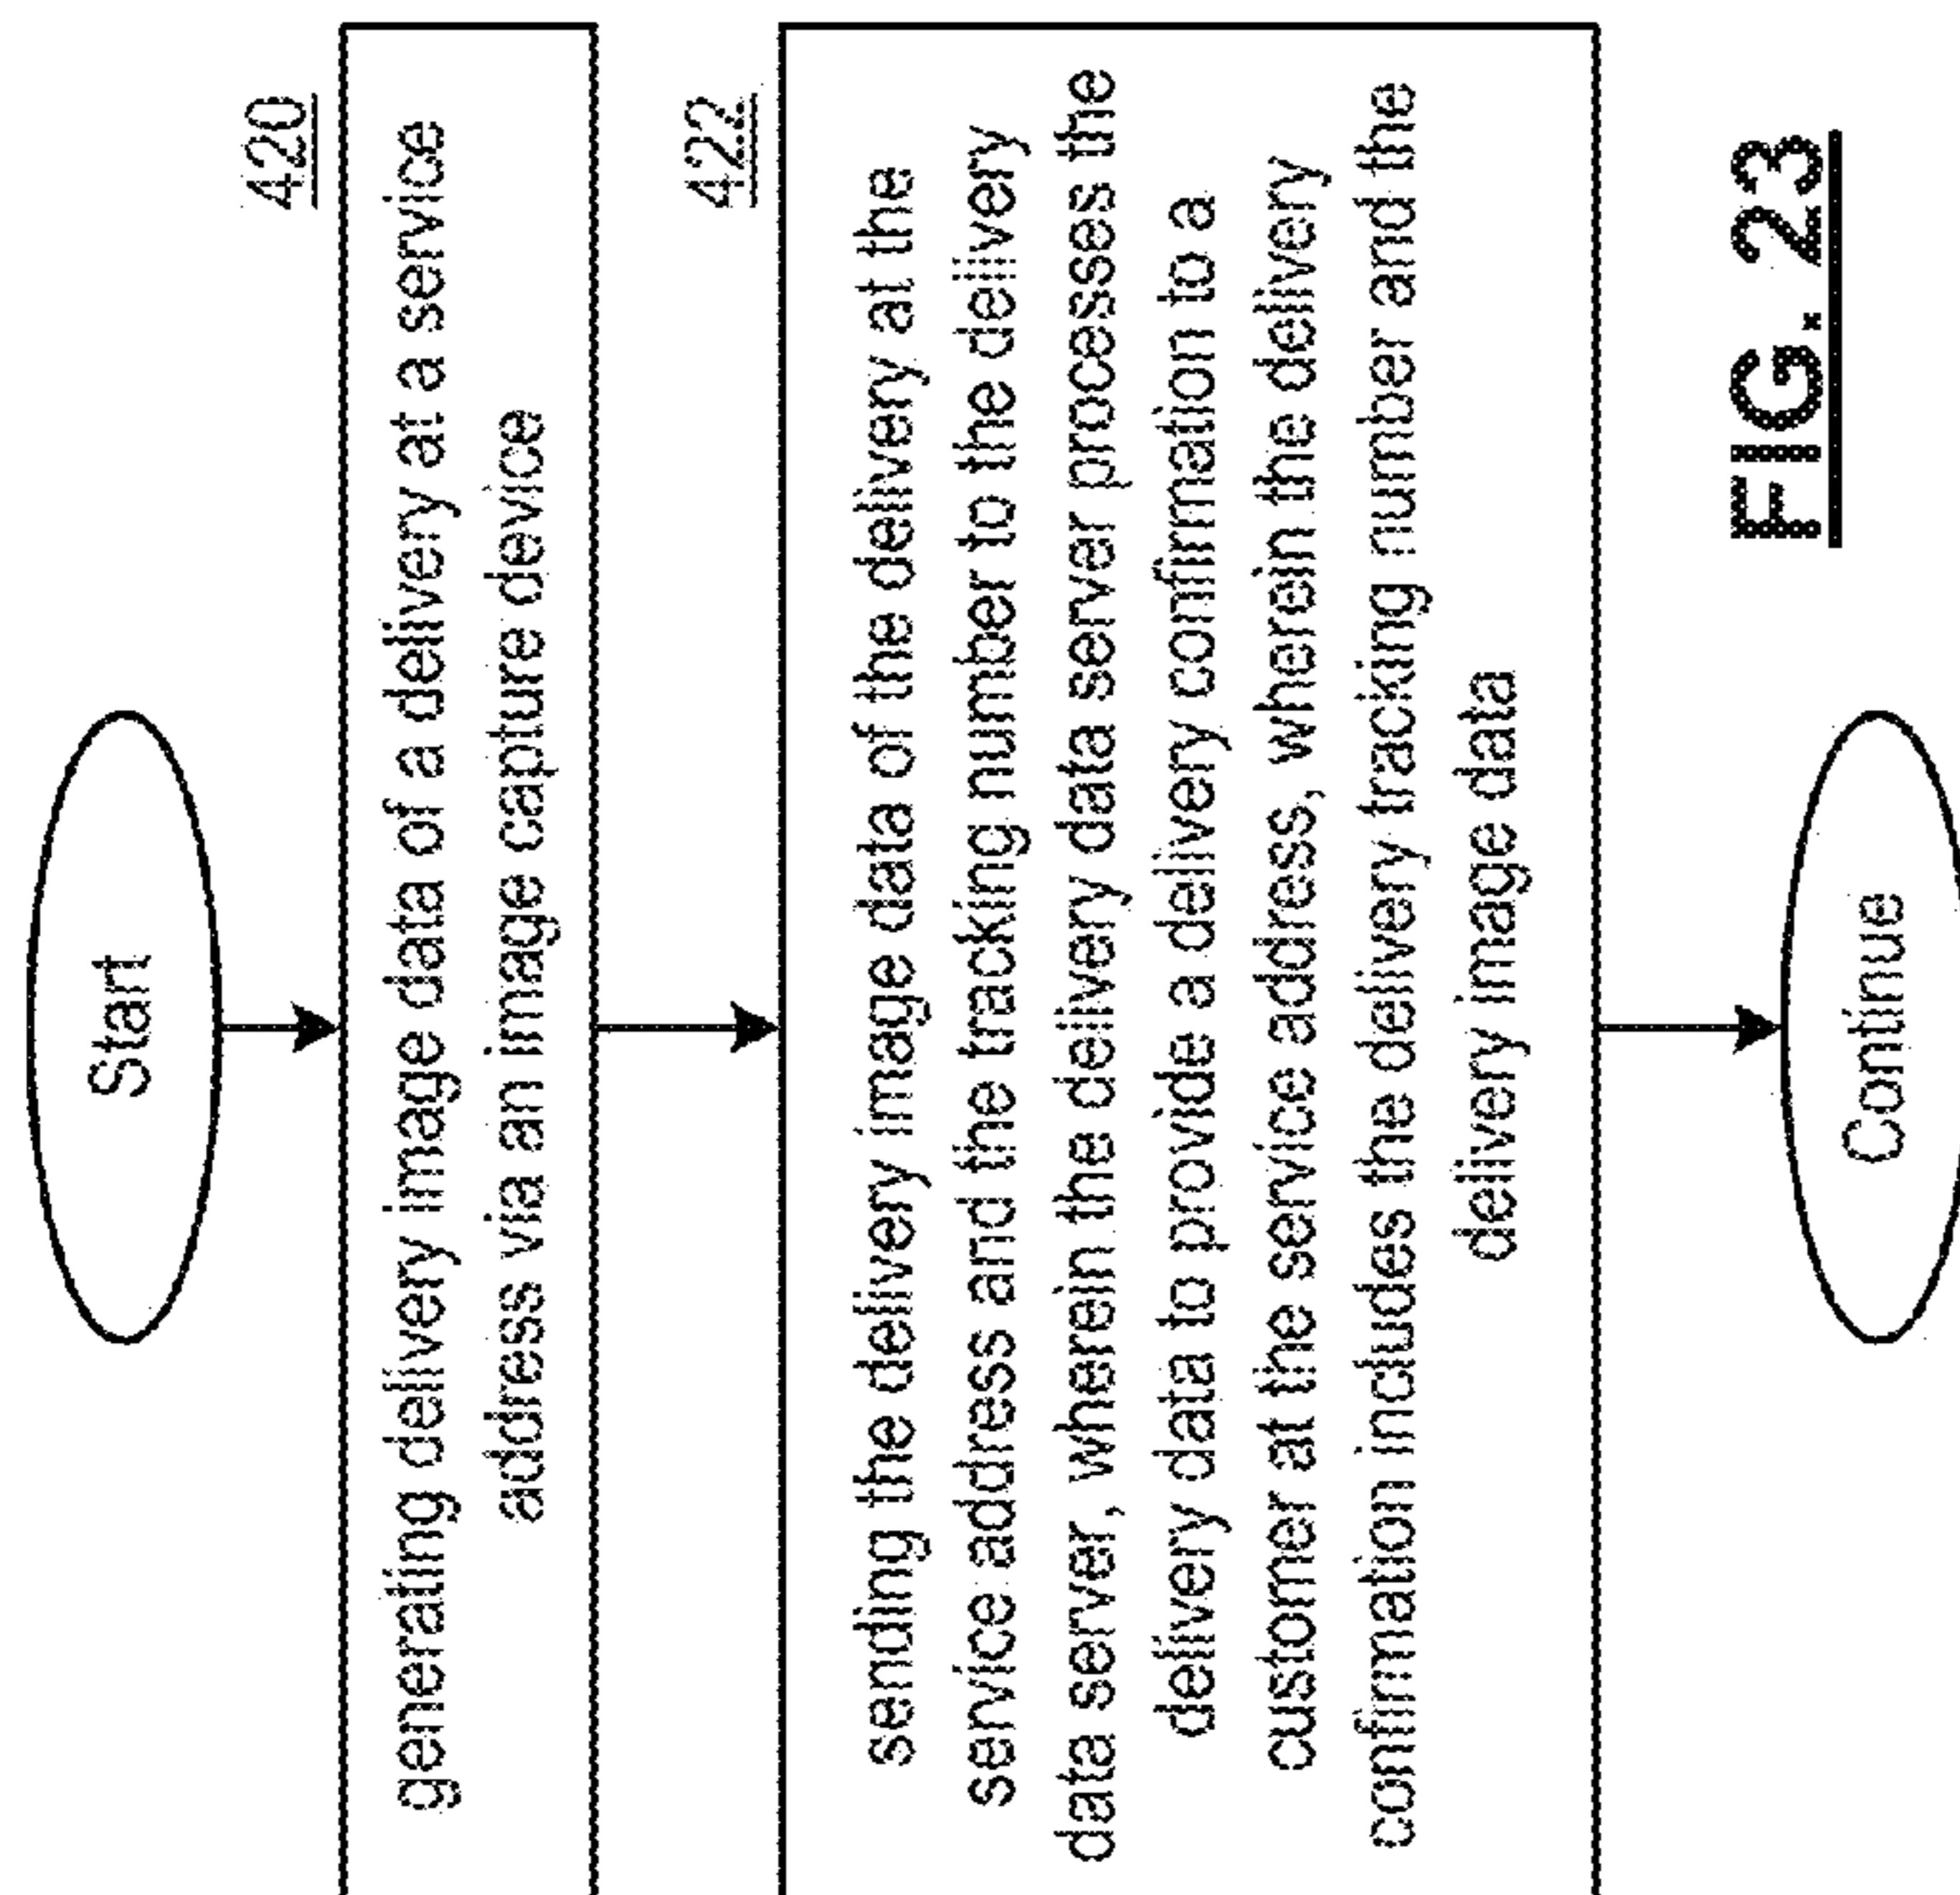 Start
420
generating delivery image data of a delivery at a service
address via an image capture device
422
sending the delivery image data of the delivery at the
service address and the tracking number to the delivery
data server, wherein the delivery data server processes the
delivery data to provide a delivery confirmation to a
customer at the service address, wherein the delivery
confirmation includes the delivery tracking number and the
delivery image data
Continue
FIG. 23